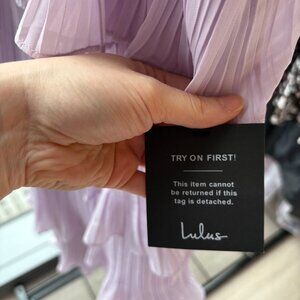 TRY ON FIRST!
This item cannot
be returned if this
tag is detached.
Lulus